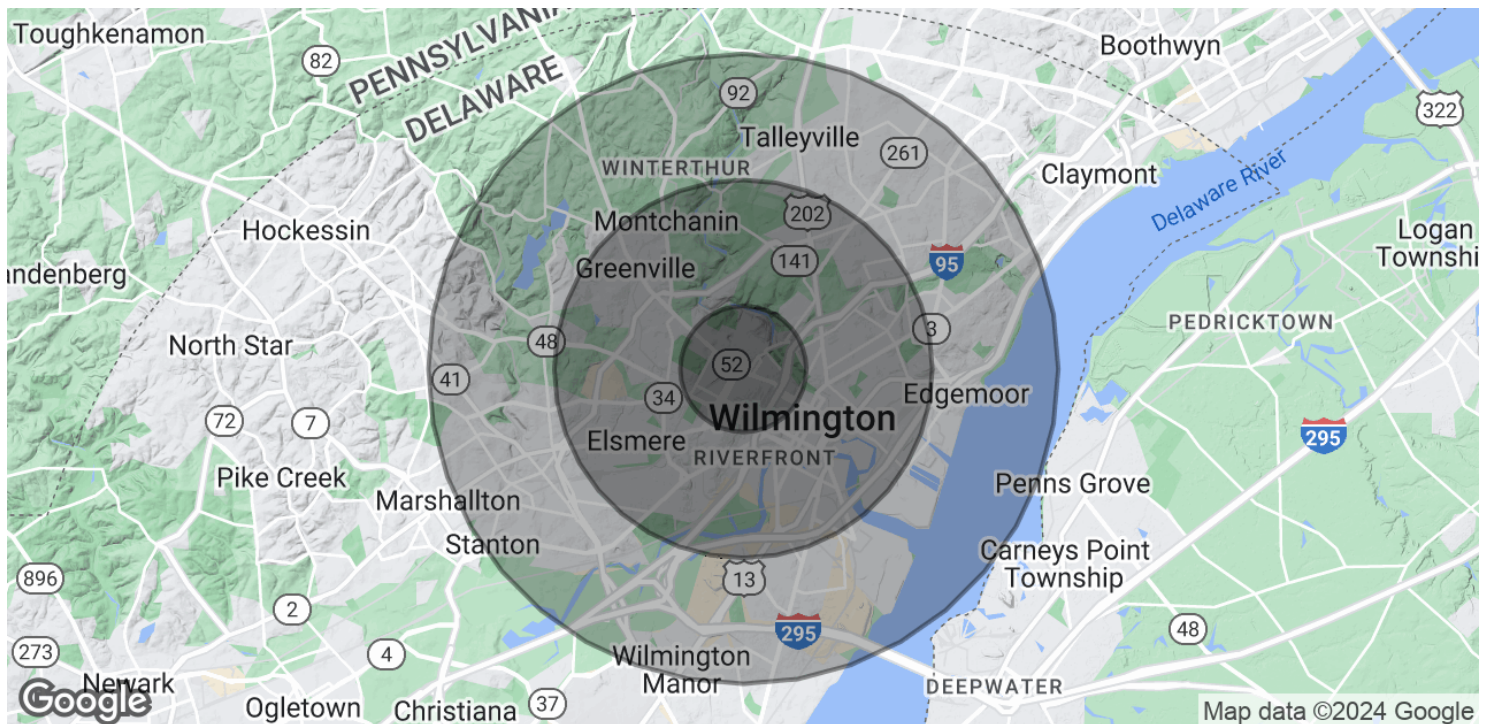 Toughkenamon
82
PENNSYLVANIA
DELAWARE
Boothwyn
322
92
Talleyville
261
WINTERTHUR
Claymont
Delaware River
Hockessin
Montchanin
202
Logan
Townshi
andenberg
Greenville
141
95
PEDRICKTOWN
North Star
48
3
52
41
34
Edgemoor
72
7
Wilmington
Elsmere
RIVERFRONT
295
Pike Creek
Penns Grove
Marshallton
Stanton
Carneys Point
Township
896
13
2
295
48
273
4
Wilmington
Manor
Newark
DEEPWATER
Google
Ogletown
Christiana
37
Map data ©2024 Google